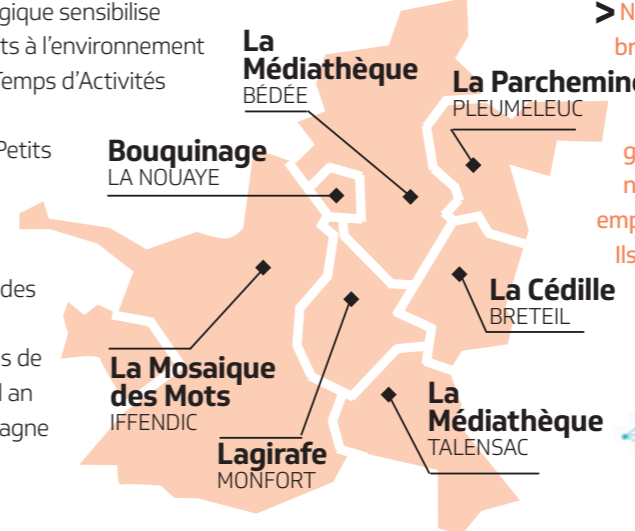 gique sensibilise
ts à l'environnement
Temps d'Activités
Petits
des
s de
l an
agne
La
Médiathèque
BÉDÉE
La Parchemine
PLEUMELEUC
Bouquinage
LA NOUAYE
La Cédille
BRETEIL
La Mosaique
des Mots
IFFENDIC
Lagirafe
MONFORT
La
Médiathèque
TALENSAC
> N
br
g
n
emp
Ils